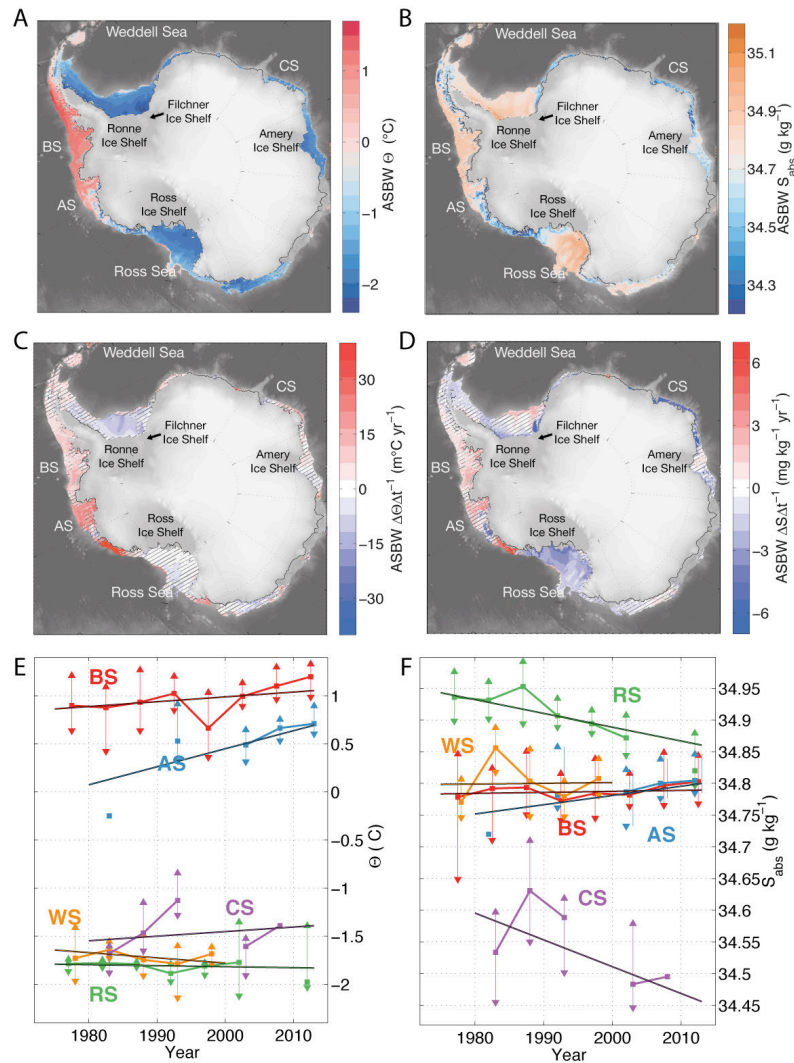 A
Weddell Sea
CS
Filchner
Ice Shelf
Ronne
Ice Shelf
Amery
Ice Shelf
BS
AS
Ross
Ice Shelf
Ross Sea
1
0
−1
−2
ASBW Θ (°C)
B
Weddell Sea
CS
Filchner
Ice Shelf
Ronne
Ice Shelf
Amery
Ice Shelf
BS
AS
Ross
Ice Shelf
Ross Sea
35.1
34.9
34.7
34.5
34.3
ASBW Sabs (g kg−1)
C
Weddell Sea
CS
Filchner
Ice Shelf
Ronne
Ice Shelf
Amery
Ice Shelf
BS
AS
Ross
Ice Shelf
Ross Sea
30
15
0
−15
−30
ASBW ΔΘΔt−1 (m°C yr−1)
D
Weddell Sea
CS
Filchner
Ice Shelf
Ronne
Ice Shelf
Amery
Ice Shelf
BS
AS
Ross
Ice Shelf
Ross Sea
6
3
0
−3
−6
ASBW ΔSΔt−1 (mg kg−1 yr−1)
E
BS
AS
WS
CS
RS
1
0.5
0
−0.5
−1
−1.5
−2
Θ ( C)
1980 1990 2000 2010
Year
F
RS
WS
BS
AS
CS
34.95
34.9
34.85
34.8
34.75
34.7
34.65
34.6
34.55
34.5
34.45
Sabs (g kg−1)
1980 1990 2000 2010
Year